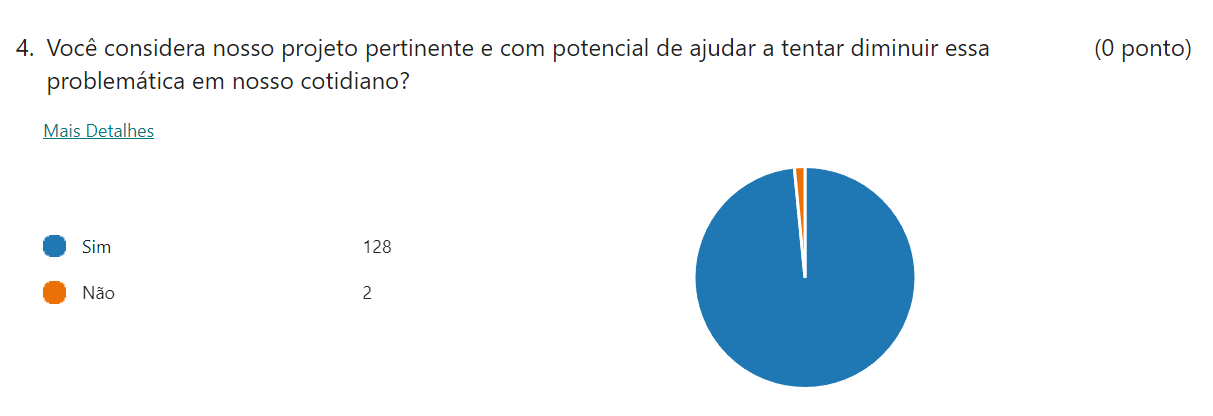 4. Você considera nosso projeto pertinente e com potencial de ajudar a tentar diminuir essa (0 ponto)
problemática em nosso cotidiano?
Mais Detalhes
Sim 128
Não 2